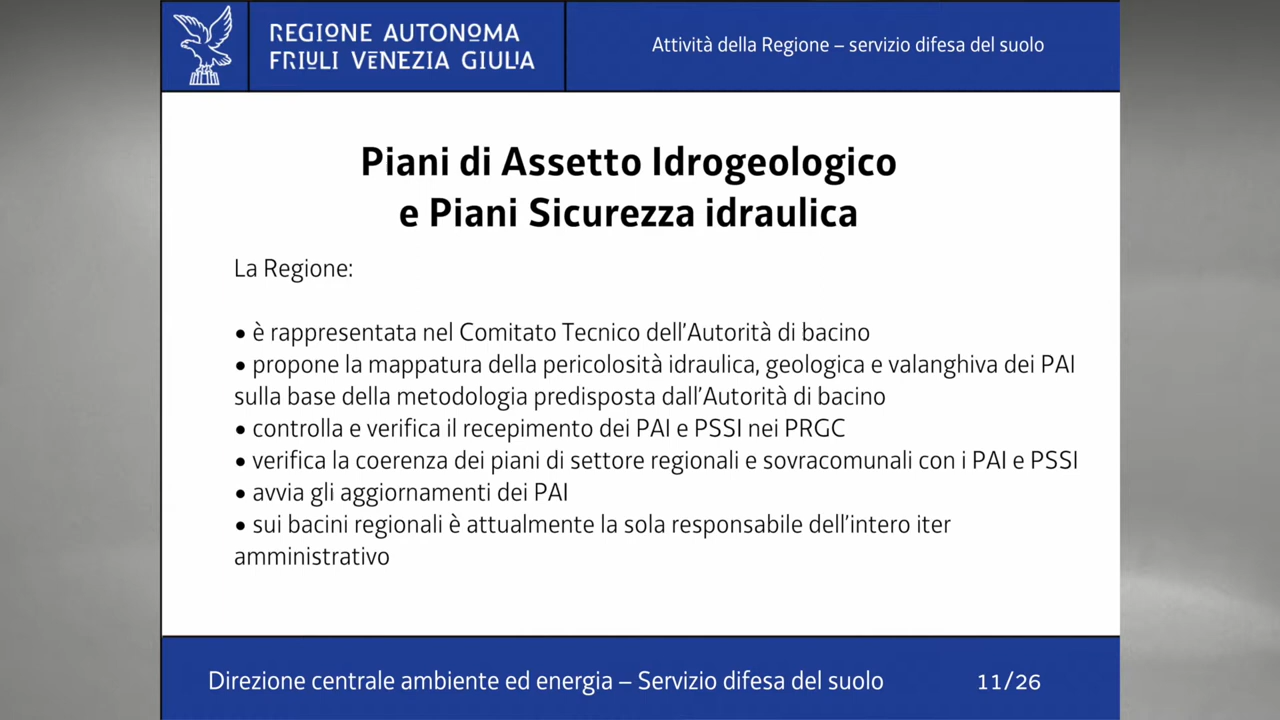 REGIONE AUTONOMA
FRIULI VENEZIA GIULIA
Attività della Regione – servizio difesa del suolo
Piani di Assetto Idrogeologico
e Piani Sicurezza idraulica
La Regione:
• è rappresentata nel Comitato Tecnico dell'Autorità di bacino
• propone la mappatura della pericolosità idraulica, geologica e valanghiva dei PAI
sulla base della metodologia predisposta dall'Autorità di bacino
• controlla e verifica il recepimento dei PAI e PSSI nei PRGC
• verifica la coerenza dei piani di settore regionali e sovracomunali con i PAI e PSSI
• avvia gli aggiornamenti dei PAI
• sui bacini regionali è attualmente la sola responsabile dell'intero iter
amministrativo
Direzione centrale ambiente ed energia – Servizio difesa del suolo
11/26